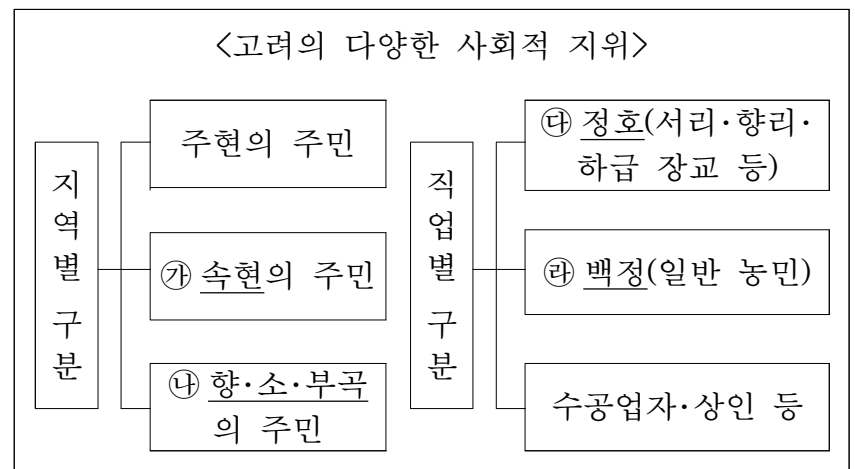 <고려의 다양한 사회적 지위>
지역별 구분
주현의 주민
㉮ 속현의 주민
㉯ 향·소·부곡
의 주민
직업별 구분
㉰ 정호(서리·향리·
하급 장교 등)
㉱ 백정(일반 농민)
수공업자·상인 등